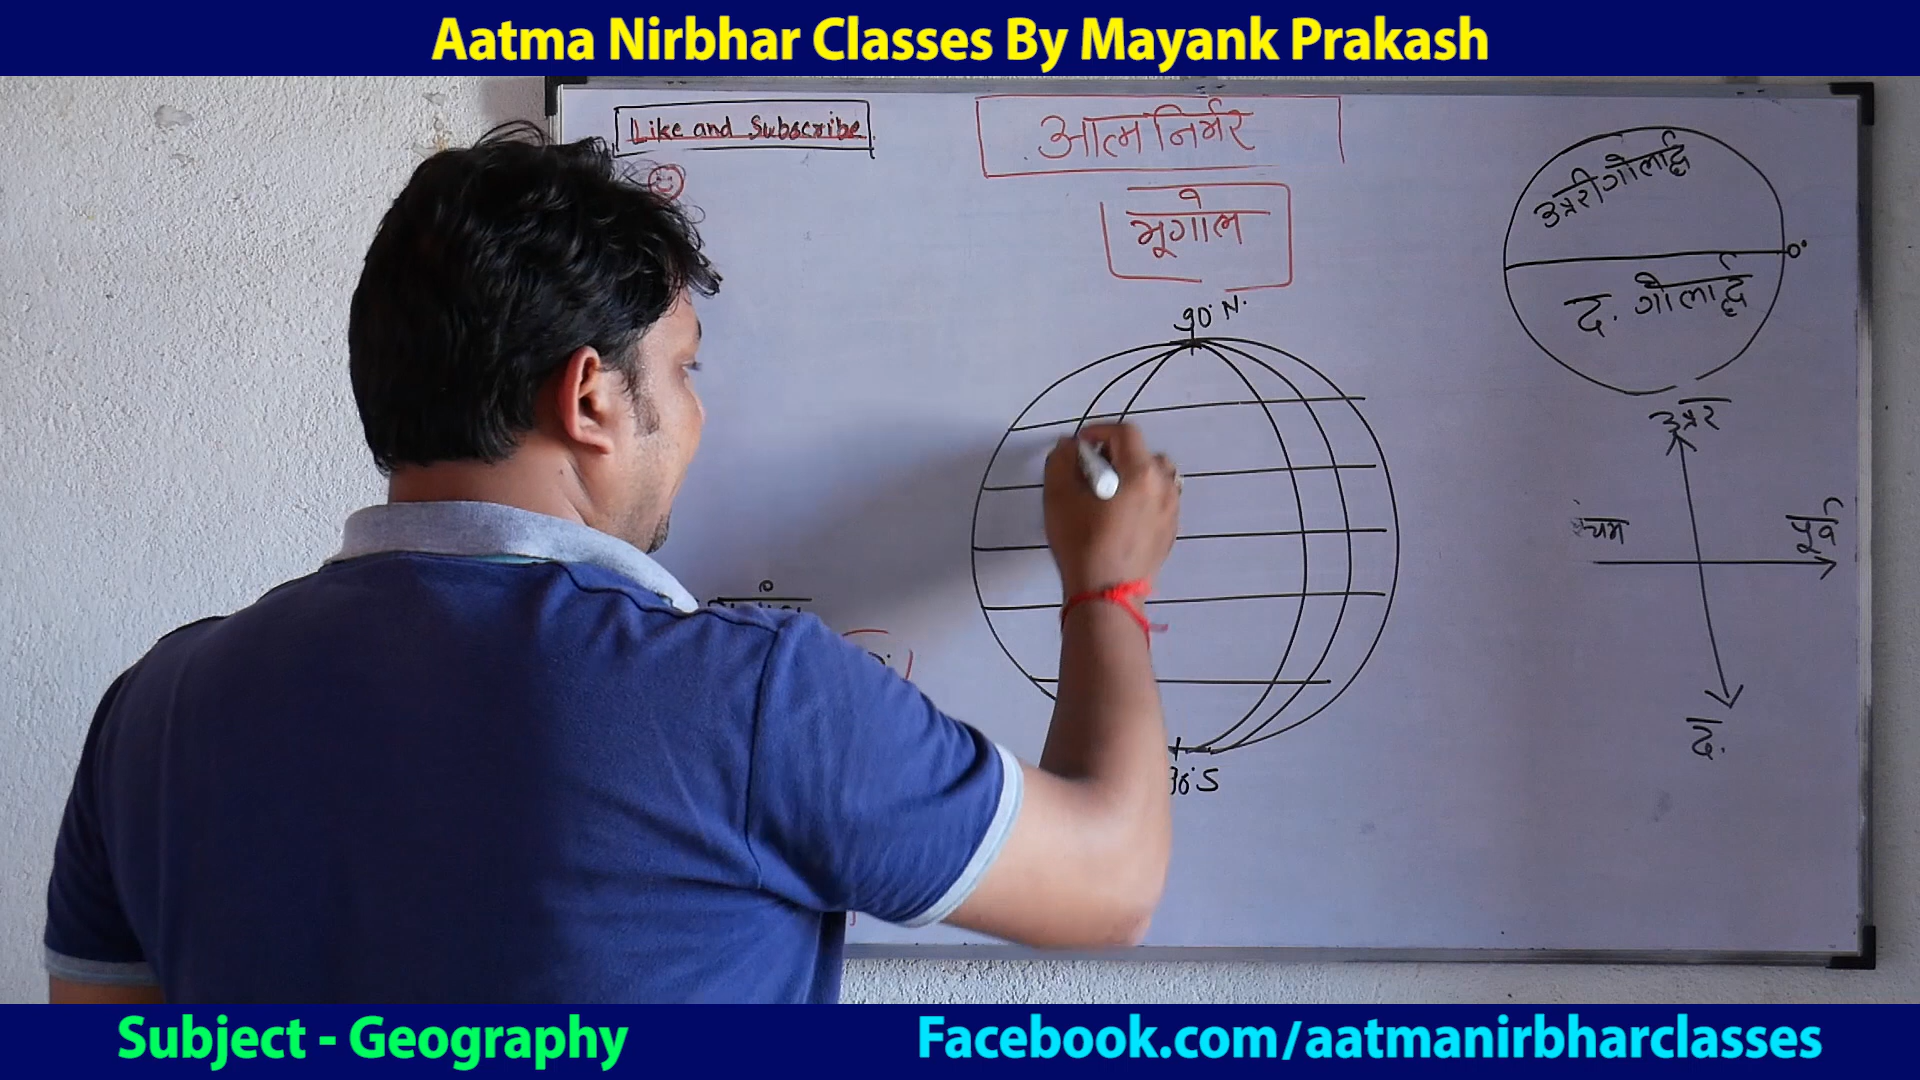 Aatma Nirbhar Classes By Mayank Prakash
Like and Subscribe
आत्मनिर्भर
भूगोल
उत्तरी गोलार्द्ध
0°
द. गोलार्द्ध
90°N.
उत्तर
पूर्व
द.
90°S
Subject - Geography
Facebook.com/aatmanirbharclasses